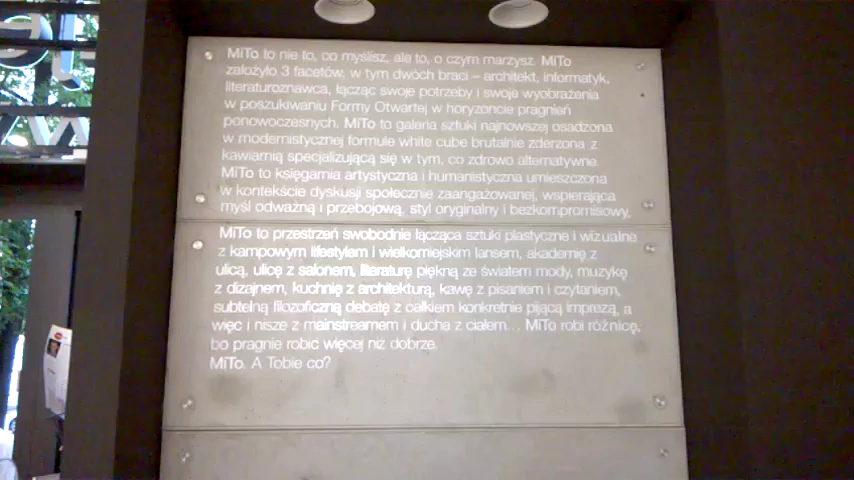 MiTo to nie to, co myślisz, ale to, o czym marzysz. MiTo
założyło 3 facetów, w tym dwóch braci – architekt, informatyk,
literaturoznawca, łącząc swoje potrzeby i swoje wyobrażenia
w poszukiwaniu Formy Otwartej w horyzoncie pragnień
ponowoczesnych. MiTo to galeria sztuki najnowszej osadzona
w modernistycznej formule white cube brutalnie zderzona z
kawiarnią specjalizującą się w tym, co zdrowo alternatywne.
MiTo to księgarnia artystyczna i humanistyczna umieszczona
w kontekście dyskusji społecznie zaangażowanej, wspierająca
myśl odważną i przebojową, styl oryginalny i bezkompromisowy,
MiTo to przestrzeń swobodnie łącząca sztuki plastyczne i wizualne
z kampowym lifestylem i wielkomiejskim lansem, akademię z
ulicą, ulicę z salonem, literaturę piękną ze światem mody, muzykę
z dizajnem, kuchnię z architekturą, kawę z pisaniem i czytaniem,
subtelną filozoficzną debatę z całkiem konkretnie pijącą imprezą, a
więc i niszę z mainstreamem i ducha z ciałem... MiTo robi różnicę,
bo pragnie robić więcej niż dobrze.
MiTo. A Tobie co?